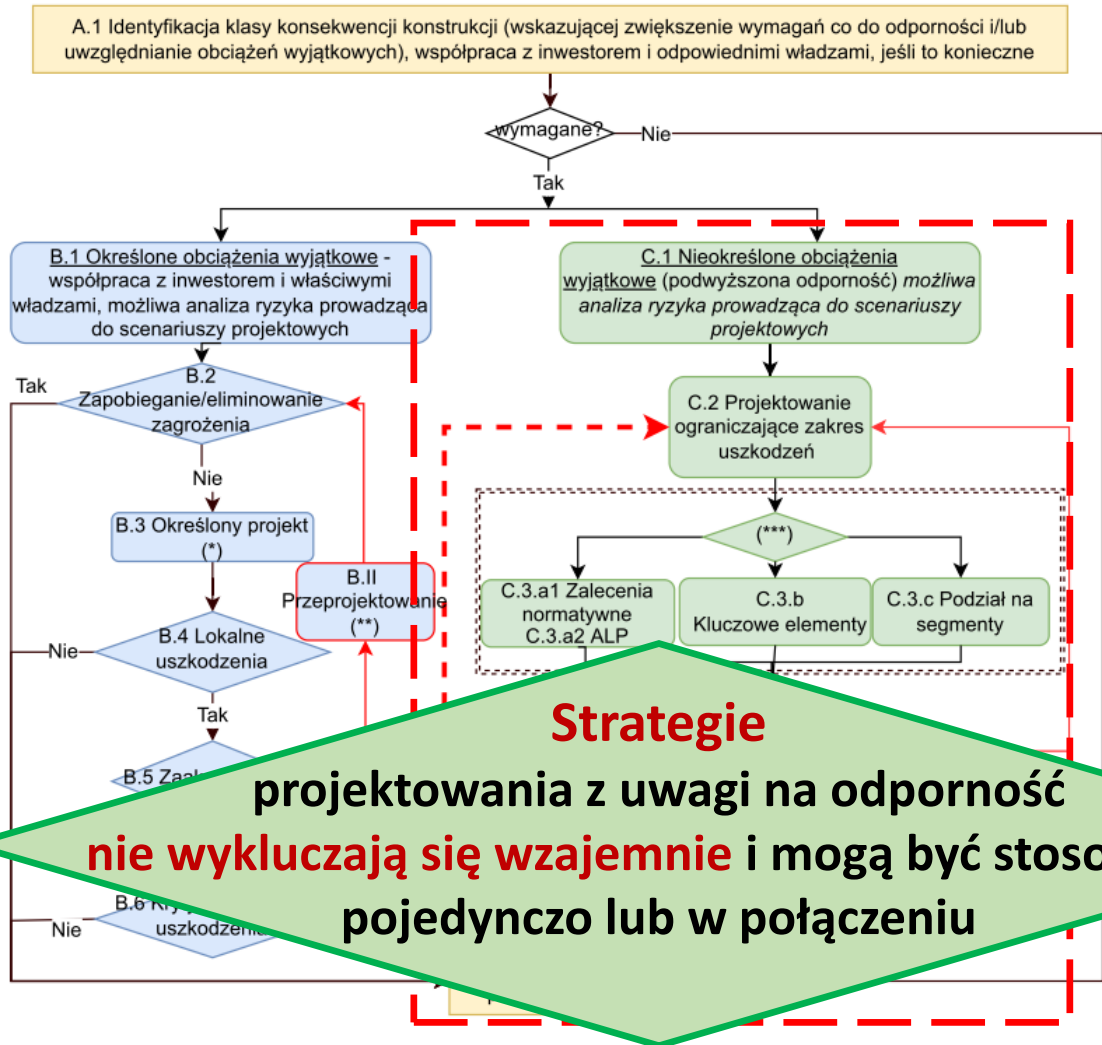 A.1 Identyfikacja klasy konsekwencji konstrukcji (wskazującej zwiększenie wymagań co do odporności i/lub
uwzględnianie obciążeń wyjątkowych), współpraca z inwestorem i odpowiednimi władzami, jeśli to konieczne
wymagane?
Nie
Tak
B.1 Określone obciążenia wyjątkowe -
współpraca z inwestorem i właściwymi
władzami, możliwa analiza ryzyka prowadząca
do scenariuszy projektowych
C.1 Nieokreślone obciążenia
wyjątkowe (podwyższona odporność) możliwa
analiza ryzyka prowadząca do scenariuszy
projektowych
Tak
B.2
Zapobieganie/eliminowanie
zagrożenia
C.2 Projektowanie
ograniczające zakres
uszkodzeń
Nie
B.3 Określony projekt
(*)
(***)
B.II
Przeprojektowanie
(**)
C.3.a1 Zalecenia
normatywne
C.3.a2 ALP
C.3.b
Kluczowe elementy
C.3.c Podział na
segmenty
B.4 Lokalne
uszkodzenia
Nie
Tak
B.5
Strategie
projektowania z uwagi na odporność
nie wykluczają się wzajemnie i mogą być
pojedynczo lub w połączeniu
B.6
uszkodzenia
Nie